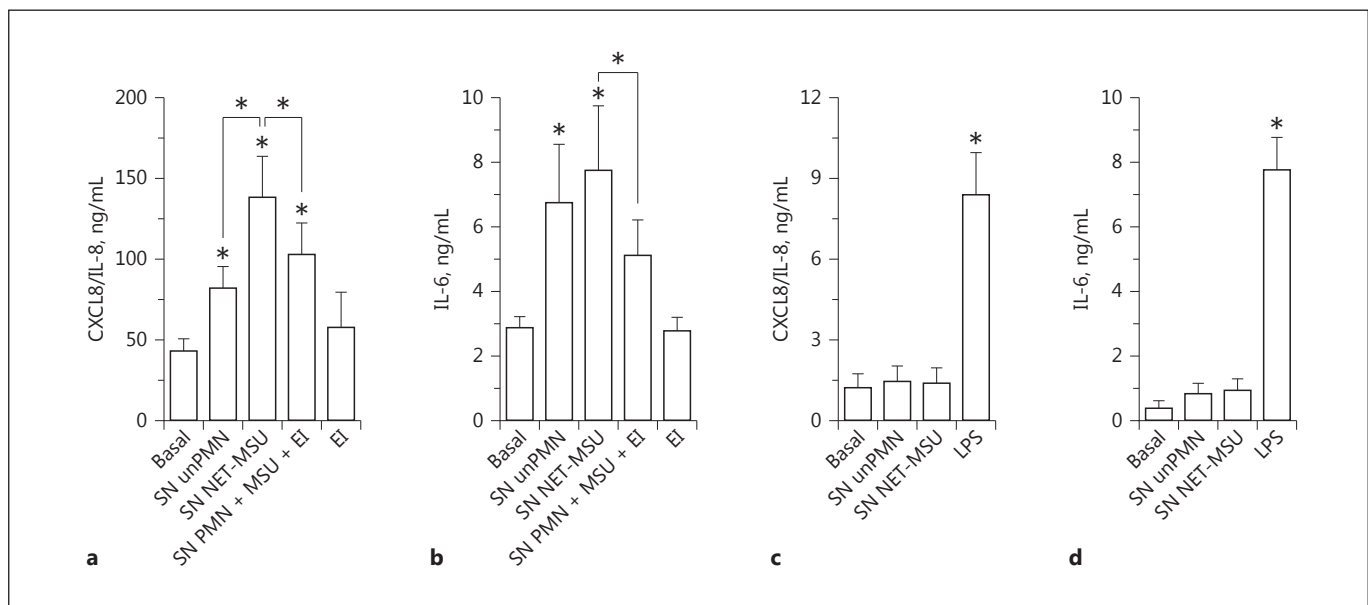 *
* *
200
150
100
50
0
CXCL8/IL-8, ng/mL
*
*
*
Basal
SN unPMN
SN NET-MSU
SN PMN + MSU + EI
EI
a
*
10
8
6
4
2
0
IL-6, ng/mL
*
*
Basal
SN unPMN
SN NET-MSU
SN PMN + MSU + EI
EI
b
12
9
6
3
0
CXCL8/IL-8, ng/mL
*
Basal
SN unPMN
SN NET-MSU
LPS
c
10
8
6
4
2
0
IL-6, ng/mL
*
Basal
SN unPMN
SN NET-MSU
LPS
d